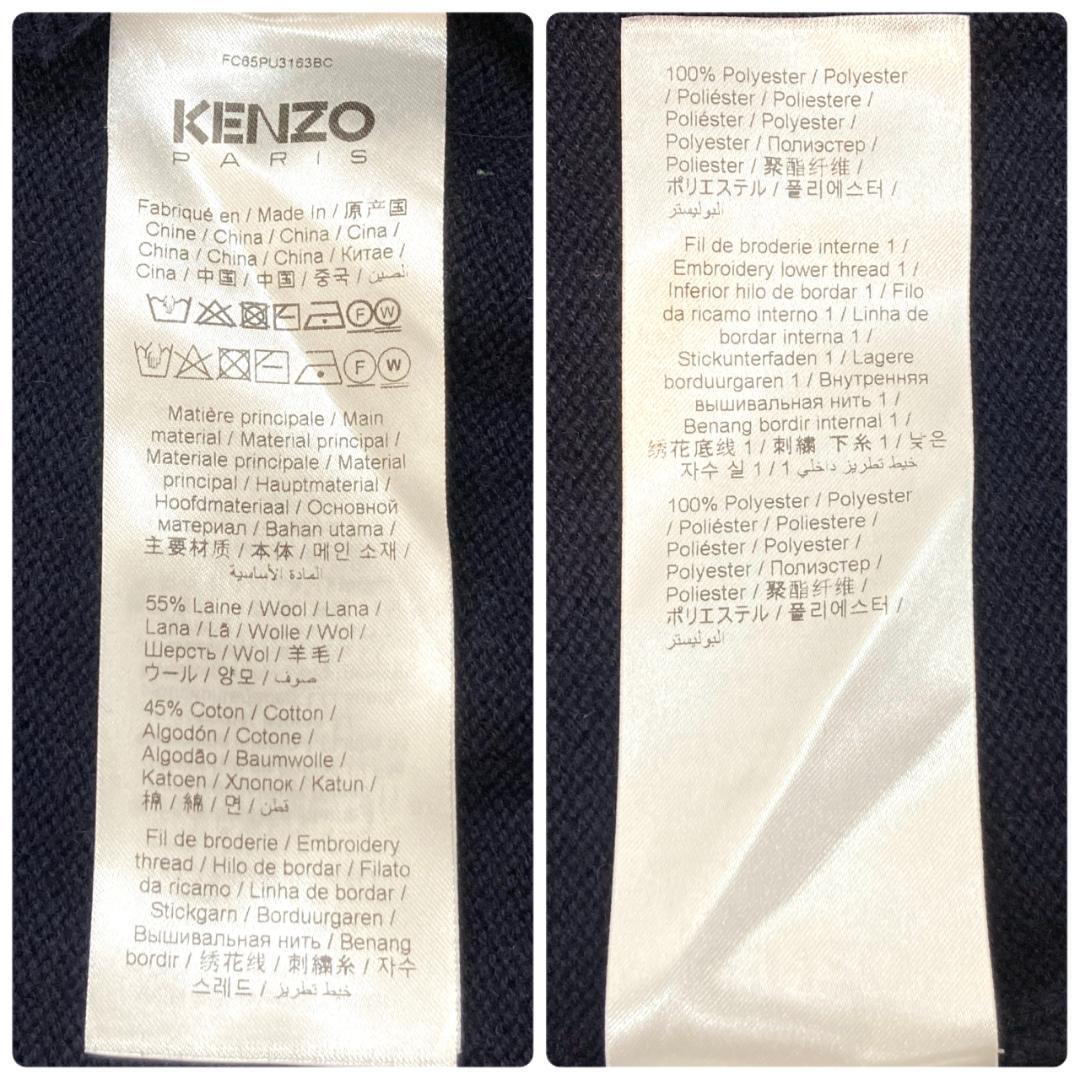 FC65PU3163BC
KENZO
PARIS
Fabriqué en / Made In / 原产国
Chine / China / China / Cina /
China / China / China / Китае /
Cina / 中国 / 中国 / 중국 / الصين
F W
F W
Matière principale / Main
material / Material principal /
Materiale principale / Material
principal / Hauptmaterial /
Hoofdmateriaal / Основной
материал / Bahan utama /
主要材质 / 本体 / 메인 소재 /
المادة الأساسية
55% Laine / Wool / Lana /
Lana / Lã / Wolle / Wol /
Шерсть / Wol / 羊毛 /
ウール / 양모 / صوف
45% Coton / Cotton /
Algodón / Cotone /
Algodão / Baumwolle /
Katoen / Хлопок / Katun /
棉 / 綿 / 면 / قطن
Fil de broderie / Embroidery
thread / Hilo de bordar / Filato
da ricamo / Linha de bordar /
Stickgarn / Borduurgaren /
Вышивальная нить / Benang
bordir / 绣花线 / 刺繍糸 / 자수
스레드 / خيط تطريز
100% Polyester / Polyester
/ Poliéster / Poliestere /
Poliéster / Polyester /
Polyester / Полиэстер /
Poliester / 聚酯纤维 /
ポリエステル / 폴리에스터 /
البوليستر
Fil de broderie interne 1 /
Embroidery lower thread 1 /
Inferior hilo de bordar 1 / Filo
da ricamo interno 1 / Linha de
bordar interna 1 /
Stickunterfaden 1 / Lagere
borduurgaren 1 / Внутренняя
вышивальная нить 1 /
Benang bordir internal 1 /
绣花底线 1 / 刺繍 下糸 1 / 낮은
자수 실 1 / خيط تطريز داخلي 1
100% Polyester / Polyester
/ Poliéster / Poliestere /
Poliéster / Polyester /
Polyester / Полиэстер /
Poliester / 聚酯纤维 /
ポリエステル / 폴리에스터 /
البوليستر